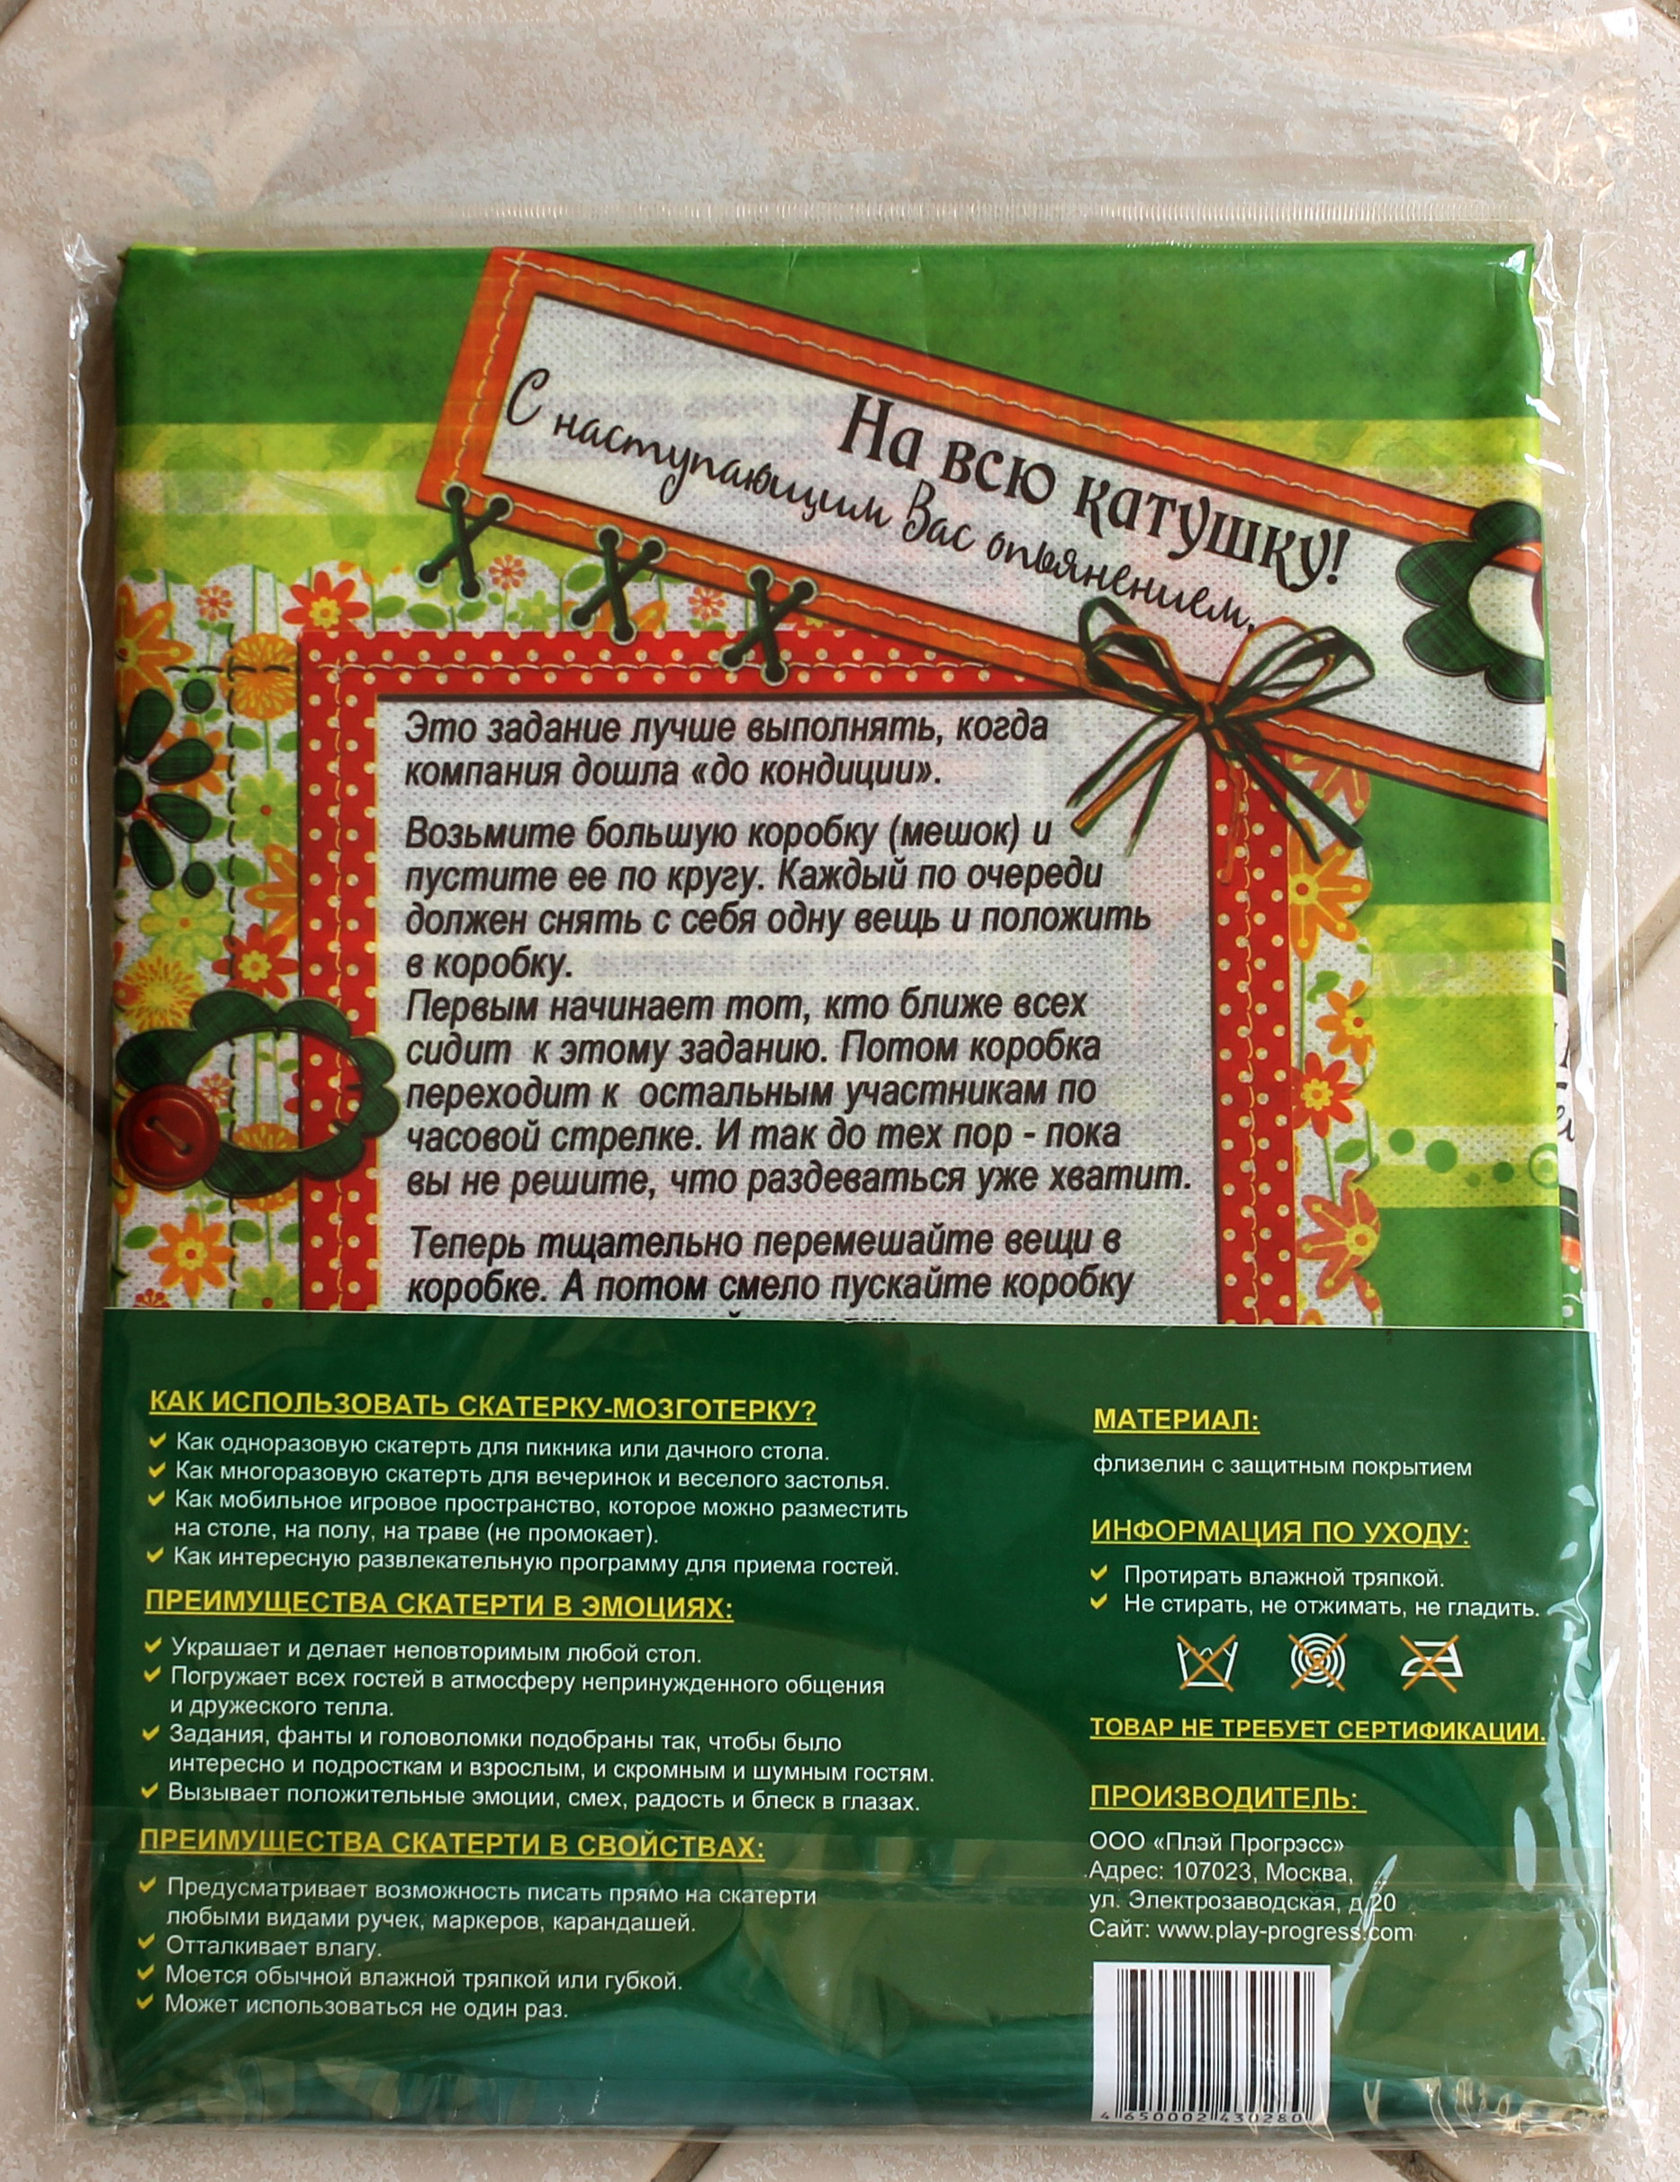 На всю катушку!
С наступающим Вас опьянением.
Это задание лучше выполнять, когда
компания дошла «до кондиции».
Возьмите большую коробку (мешок) и
пустите ее по кругу. Каждый по очереди
должен снять с себя одну вещь и положить
в коробку.
Первым начинает тот, кто ближе всех
сидит к этому заданию. Потом коробка
переходит к остальным участникам по
часовой стрелке. И так до тех пор - пока
вы не решите, что раздеваться уже хватит.
Теперь тщательно перемешайте вещи в
коробке. А потом смело пускайте коробку
КАК ИСПОЛЬЗОВАТЬ СКАТЕРКУ-МОЗГОТЕРКУ?
Как одноразовую скатерть для пикника или дачного стола.
Как многоразовую скатерть для вечеринок и веселого застолья.
Как мобильное игровое пространство, которое можно разместить
на столе, на полу, на траве (не промокает).
Как интересную развлекательную программу для приема гостей.
ПРЕИМУЩЕСТВА СКАТЕРТИ В ЭМОЦИЯХ:
Украшает и делает неповторимым любой стол.
Погружает всех гостей в атмосферу непринужденного общения
и дружеского тепла.
Задания, фанты и головоломки подобраны так, чтобы было
интересно и подросткам и взрослым, и скромным и шумным гостям.
Вызывает положительные эмоции, смех, радость и блеск в глазах.
ПРЕИМУЩЕСТВА СКАТЕРТИ В СВОЙСТВАХ:
Предусматривает возможность писать прямо на скатерти
любыми видами ручек, маркеров, карандашей.
Отталкивает влагу.
Моется обычной влажной тряпкой или губкой.
Может использоваться не один раз.
МАТЕРИАЛ:
флизелин с защитным покрытием
ИНФОРМАЦИЯ ПО УХОДУ:
Протирать влажной тряпкой.
Не стирать, не отжимать, не гладить.
ТОВАР НЕ ТРЕБУЕТ СЕРТИФИКАЦИИ.
ПРОИЗВОДИТЕЛЬ:
ООО «Плэй Прогрэсс»
Адрес: 107023, Москва,
ул. Электрозаводская, д.20
Сайт: www.play-progress.com
4 650002 430280